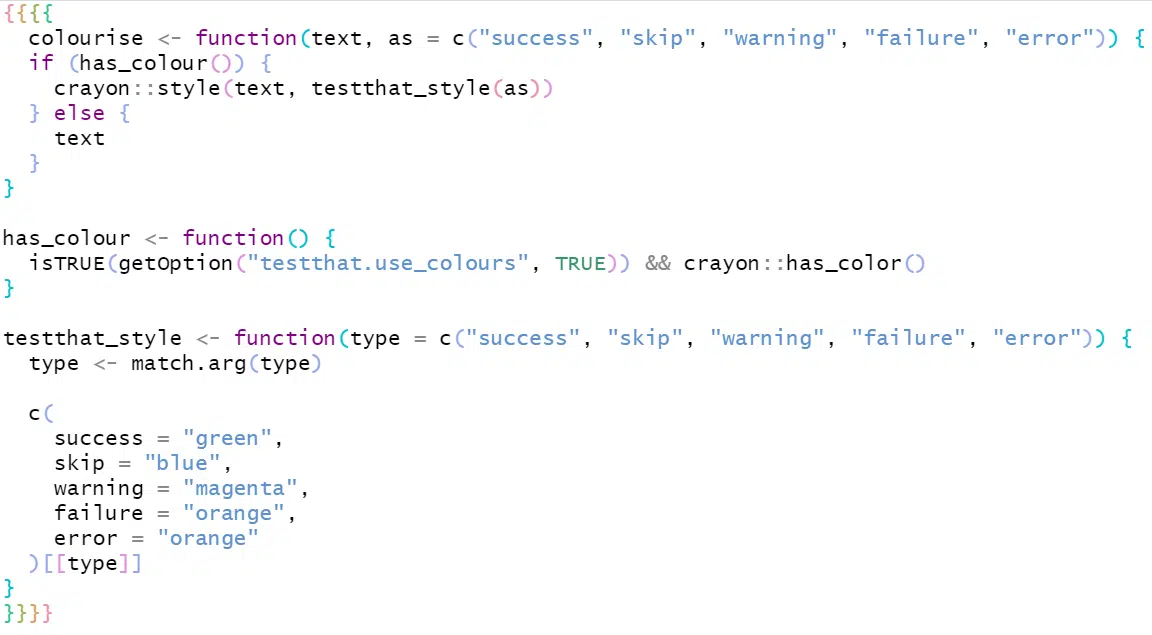 {{{{
  colourise <- function(text, as = c("success", "skip", "warning", "failure", "error")) {
  if (has_colour()) {
    crayon::style(text, testthat_style(as))
  } else {
    text
  }
}

has_colour <- function() {
  isTRUE(getOption("testthat.use_colours", TRUE)) && crayon::has_color()
}

testthat_style <- function(type = c("success", "skip", "warning", "failure", "error")) {
  type <- match.arg(type)

  c(
    success = "green",
    skip = "blue",
    warning = "magenta",
    failure = "orange",
    error = "orange"
  )[[type]]
}
}}}}